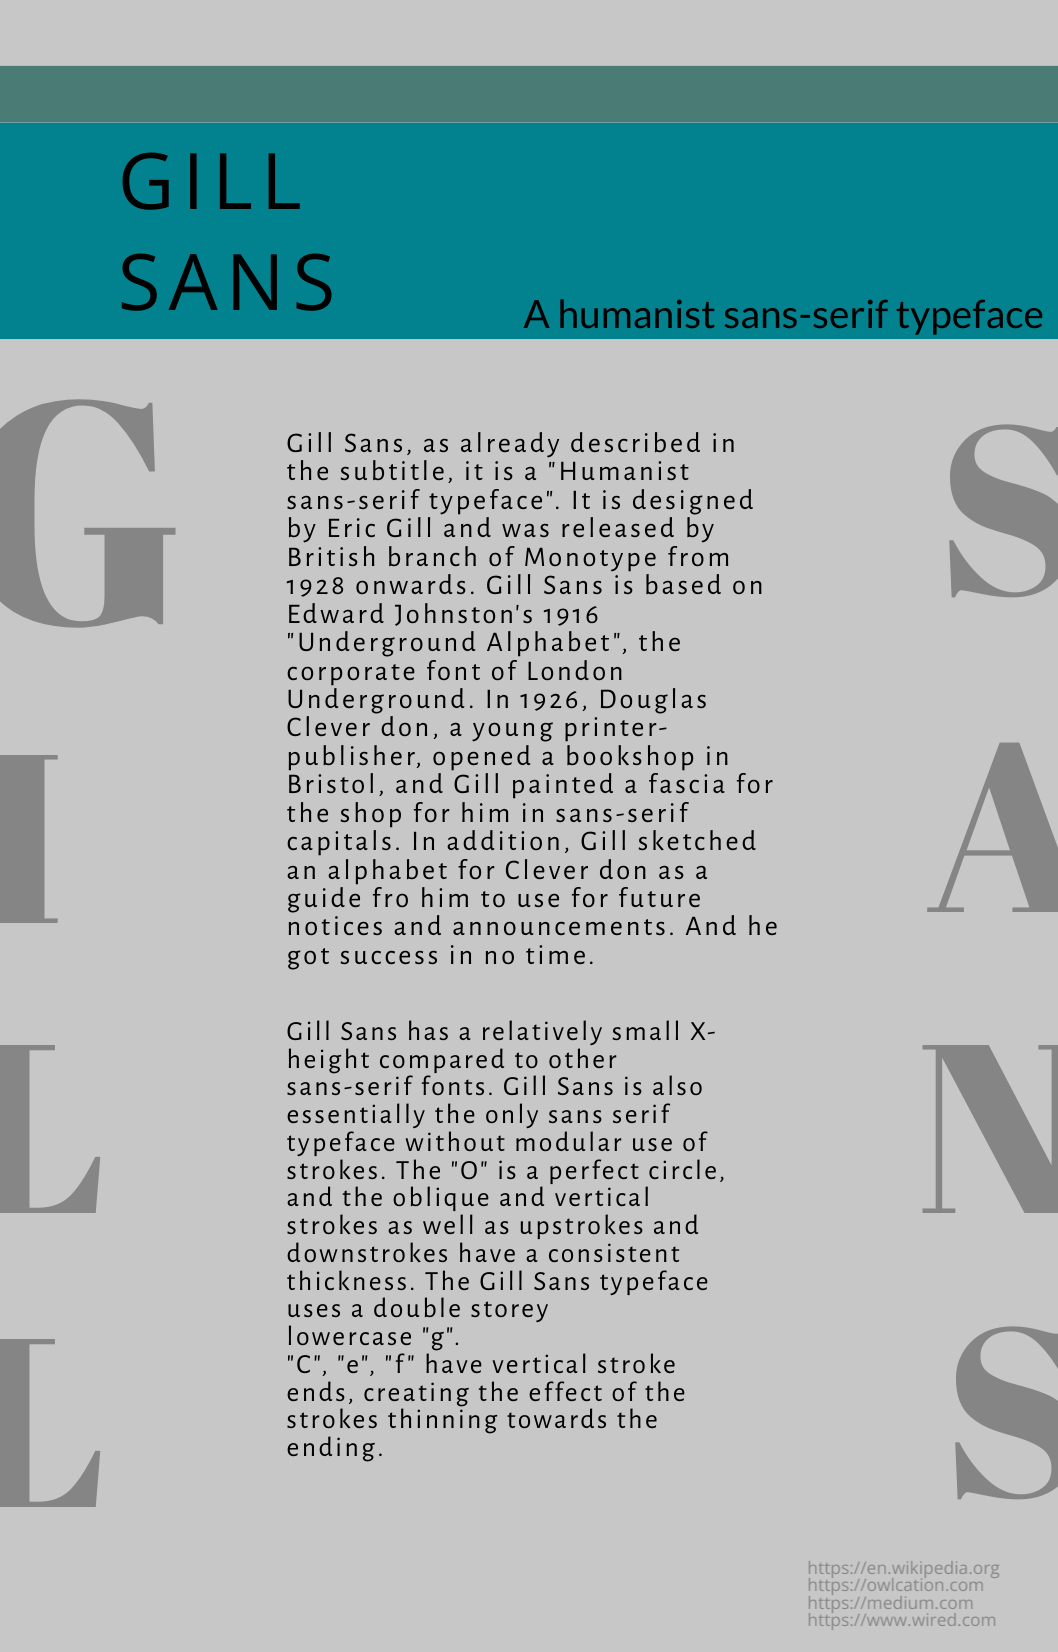 GILL
SANS
A humanist sans-serif typeface
G
I
L
L
S
A
N
S
Gill Sans, as already described in
the subtitle, it is a "Humanist
sans-serif typeface". It is designed
by Eric Gill and was released by
British branch of Monotype from
1928 onwards. Gill Sans is based on
Edward Johnston's 1916
"Underground Alphabet", the
corporate font of London
Underground. In 1926, Douglas
Clever don, a young printer-
publisher, opened a bookshop in
Bristol, and Gill painted a fascia for
the shop for him in sans-serif
capitals. In addition, Gill sketched
an alphabet for Clever don as a
guide fro him to use for future
notices and announcements. And he
got success in no time.
Gill Sans has a relatively small X-
height compared to other
sans-serif fonts. Gill Sans is also
essentially the only sans serif
typeface without modular use of
strokes. The "O" is a perfect circle,
and the oblique and vertical
strokes as well as upstrokes and
downstrokes have a consistent
thickness. The Gill Sans typeface
uses a double storey
lowercase "g".
"C", "e", "f" have vertical stroke
ends, creating the effect of the
strokes thinning towards the
ending.
https://en.wikipedia.org
https://owlcation.com
https://medium.com
https://www.wired.com